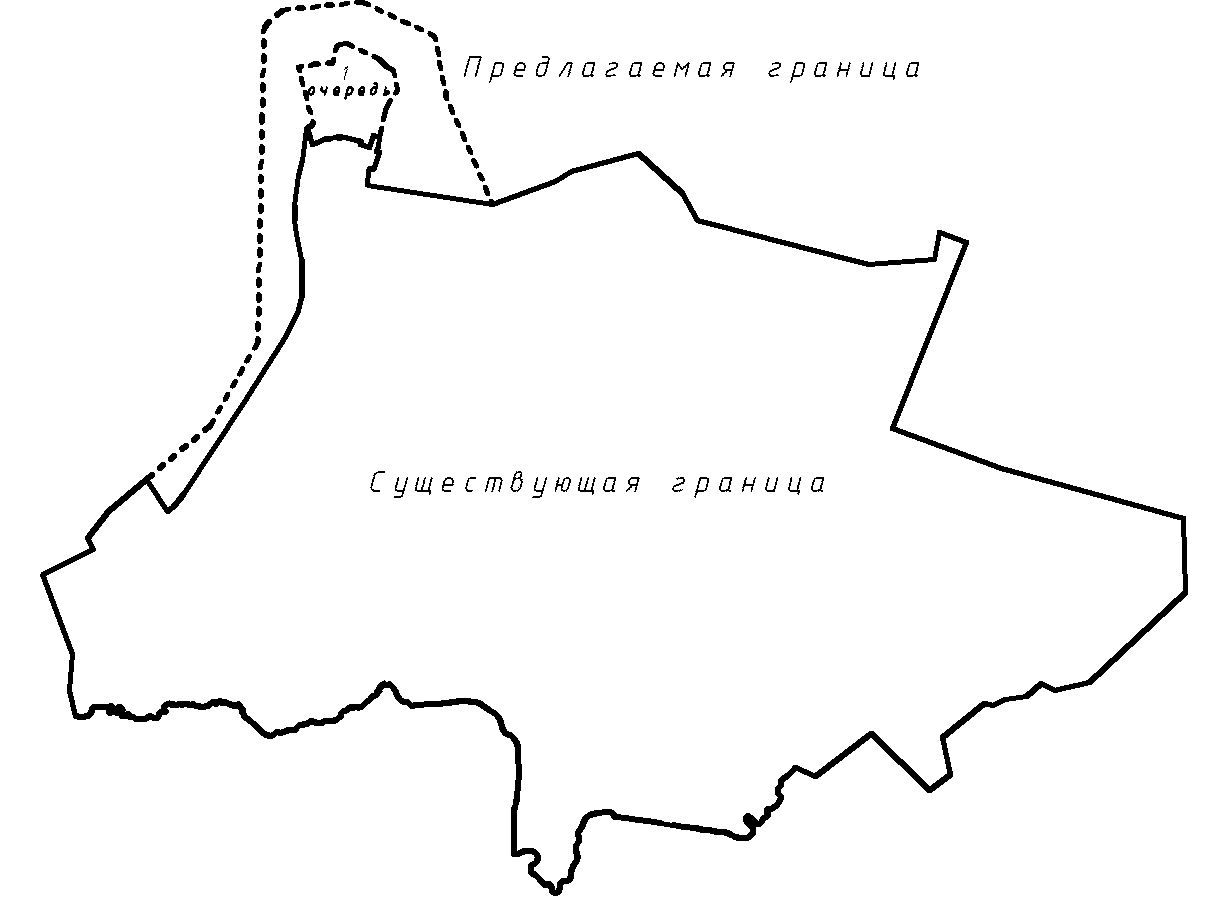 Предлагаемая граница
1
очередь
Существующая граница